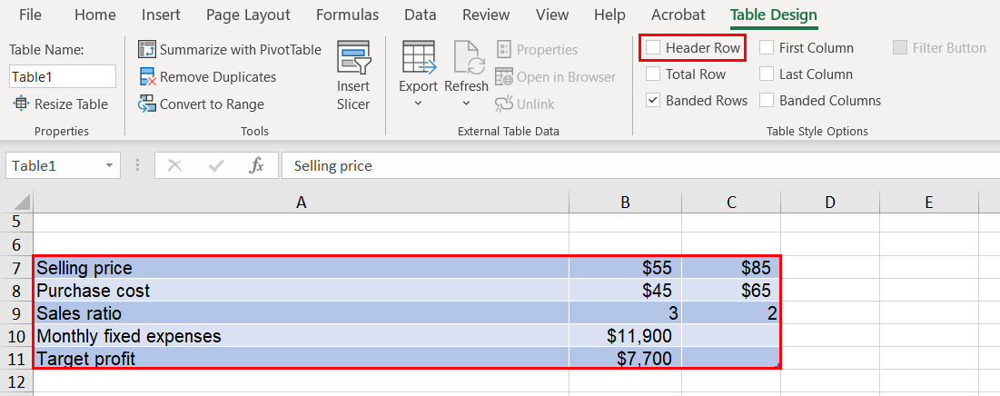 File Home Insert Page Layout Formulas Data Review View Help Acrobat Table Design
Table Name:
Table1
Resize Table
Properties
Summarize with PivotTable
Remove Duplicates
Convert to Range
Tools
Insert
Slicer
Export
Refresh
Properties
Open in Browser
Unlink
External Table Data
Header Row
Total Row
Banded Rows
First Column
Last Column
Banded Columns
Filter Button
Table Style Options
Table1 fx Selling price
A B C D E
5
6
7 Selling price $55 $85
8 Purchase cost $45 $65
9 Sales ratio 3 2
10 Monthly fixed expenses $11,900
11 Target profit $7,700
12